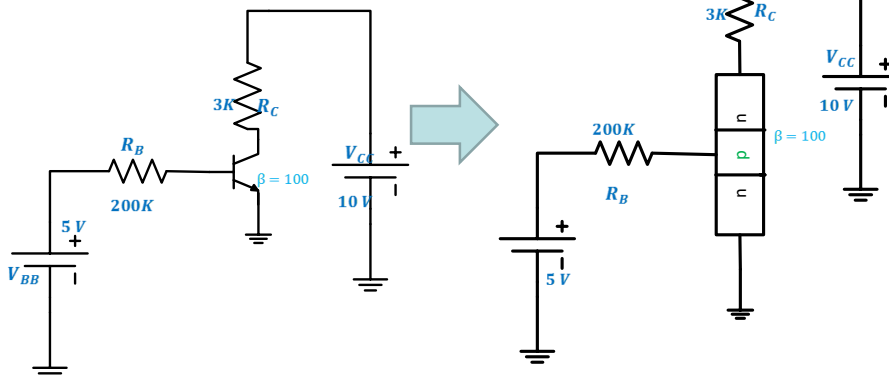 3K
R_C
R_B
200K
β = 100
V_CC
+
10 V
5 V
+
V_BB
3K
R_C
V_CC
+
10 V
n
p
n
β = 100
200K
R_B
+
5 V